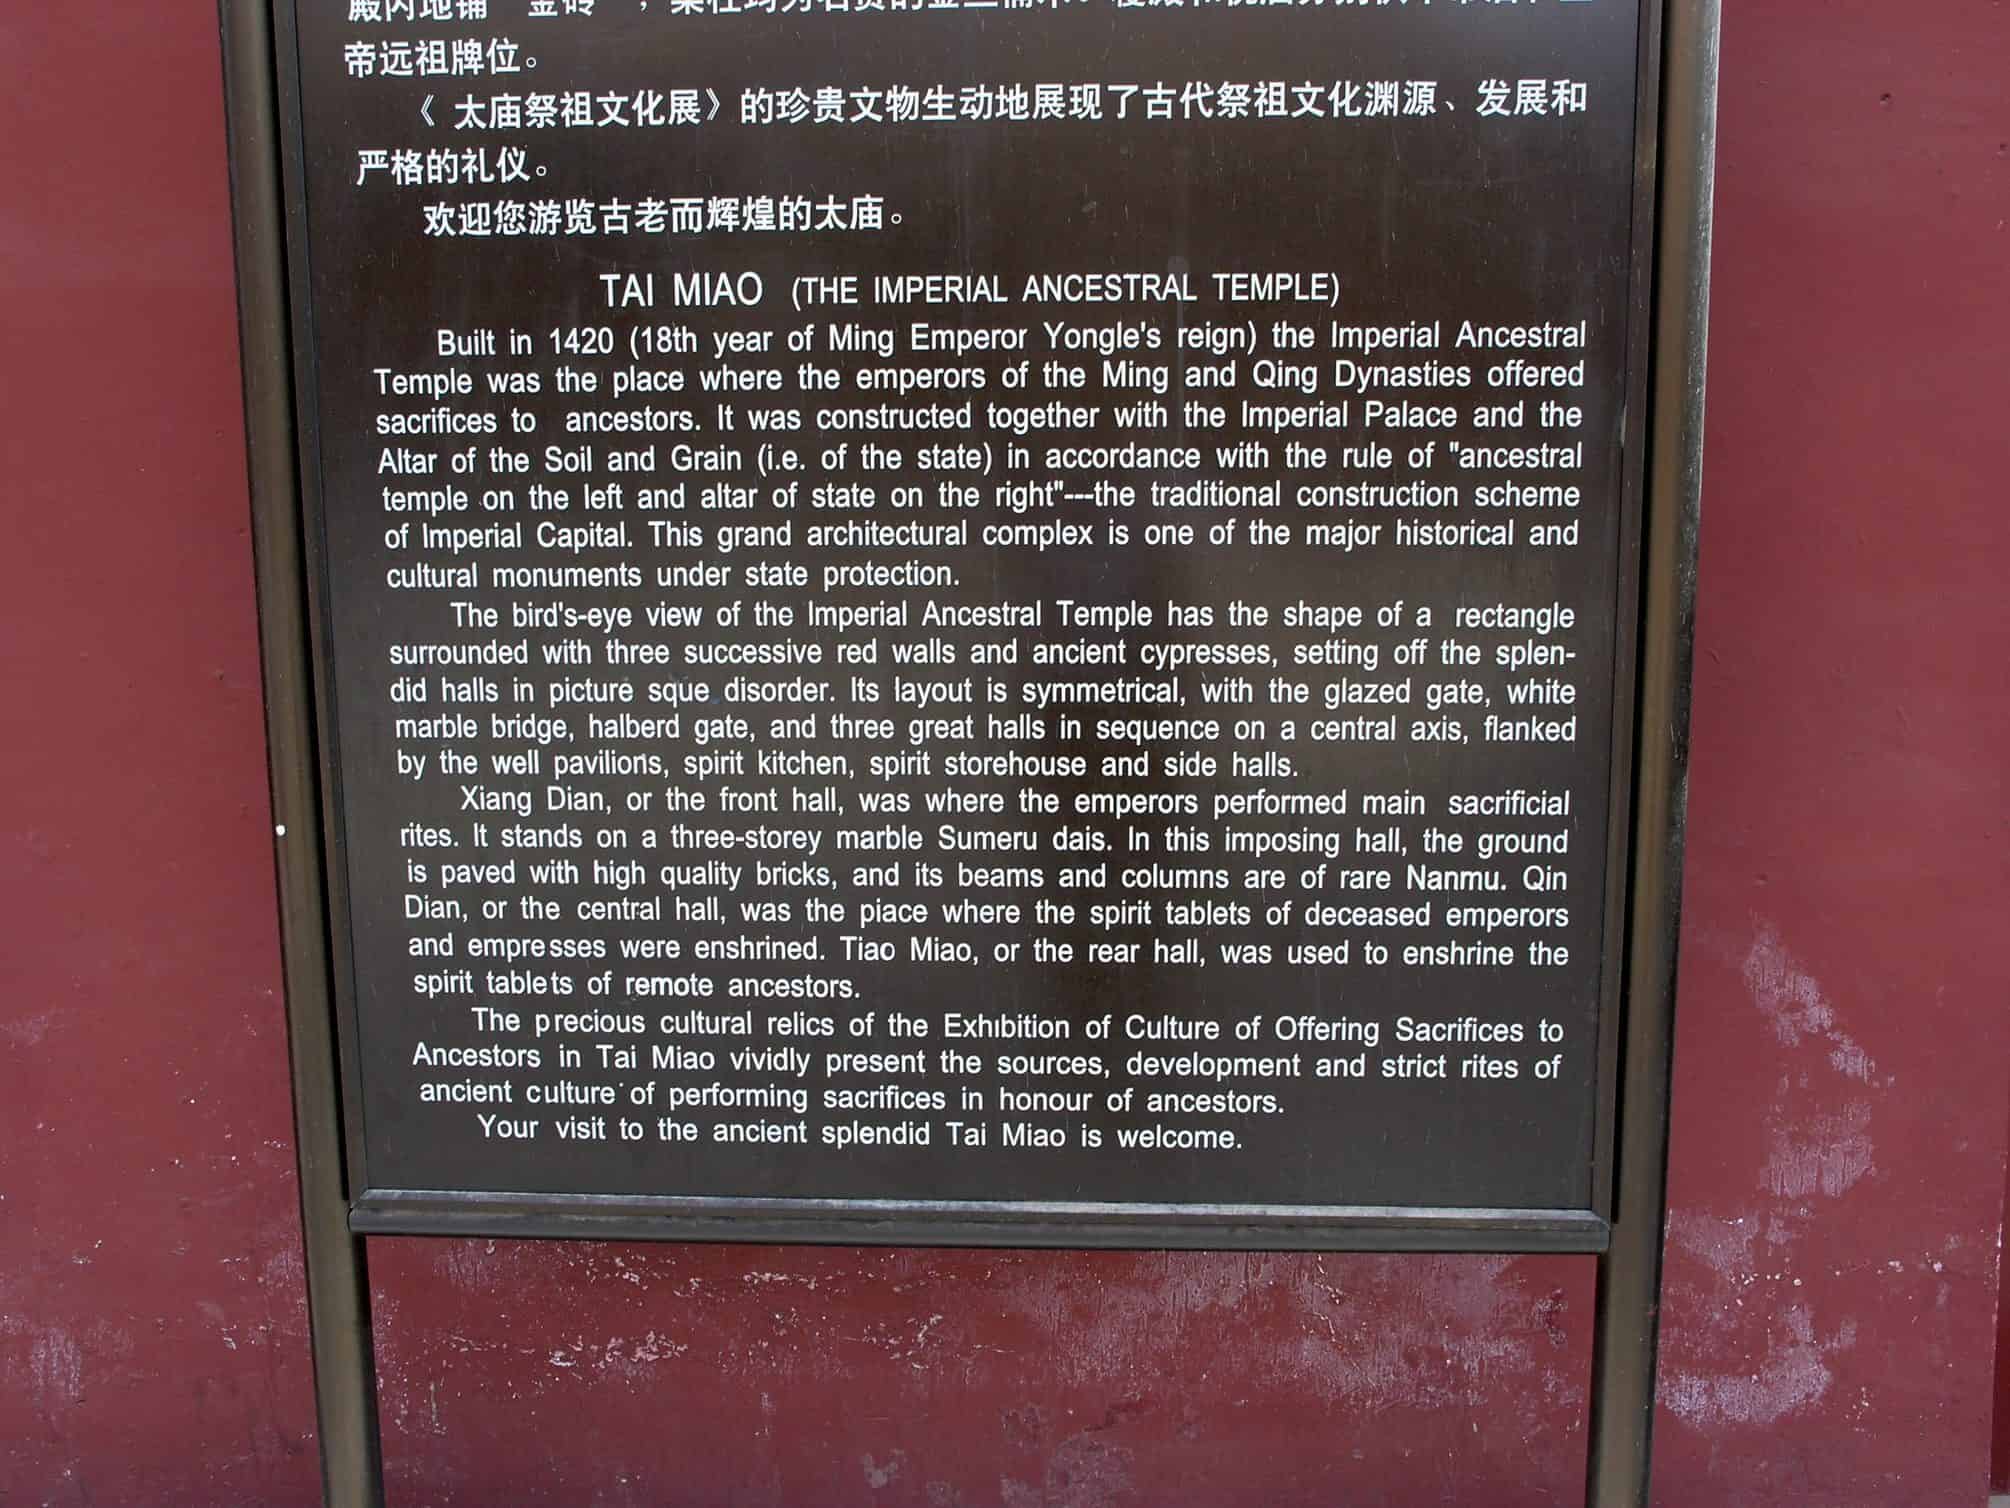 帝远祖牌位。
《太庙祭祖文化展》的珍贵文物生动地展现了古代祭祖文化渊源、发展和
严格的礼仪。
欢迎您游览古老而辉煌的太庙。
TAI MIAO (THE IMPERIAL ANCESTRAL TEMPLE)
Built in 1420 (18th year of Ming Emperor Yongle's reign) the Imperial Ancestral
Temple was the place where the emperors of the Ming and Qing Dynasties offered
sacrifices to ancestors. It was constructed together with the Imperial Palace and the
Altar of the Soil and Grain (i.e. of the state) in accordance with the rule of "ancestral
temple on the left and altar of state on the right"---the traditional construction scheme
of Imperial Capital. This grand architectural complex is one of the major historical and
cultural monuments under state protection.
The bird's-eye view of the Imperial Ancestral Temple has the shape of a rectangle
surrounded with three successive red walls and ancient cypresses, setting off the splen-
did halls in picture sque disorder. Its layout is symmetrical, with the glazed gate, white
marble bridge, halberd gate, and three great halls in sequence on a central axis, flanked
by the well pavilions, spirit kitchen, spirit storehouse and side halls.
Xiang Dian, or the front hall, was where the emperors performed main sacrificial
rites. It stands on a three-storey marble Sumeru dais. In this imposing hall, the ground
is paved with high quality bricks, and its beams and columns are of rare Nanmu. Qin
Dian, or the central hall, was the piace where the spirit tablets of deceased emperors
and empresses were enshrined. Tiao Miao, or the rear hall, was used to enshrine the
spirit tablets of remote ancestors.
The precious cultural relics of the Exhibition of Culture of Offering Sacrifices to
Ancestors in Tai Miao vividly present the sources, development and strict rites of
ancient culture of performing sacrifices in honour of ancestors.
Your visit to the ancient splendid Tai Miao is welcome.